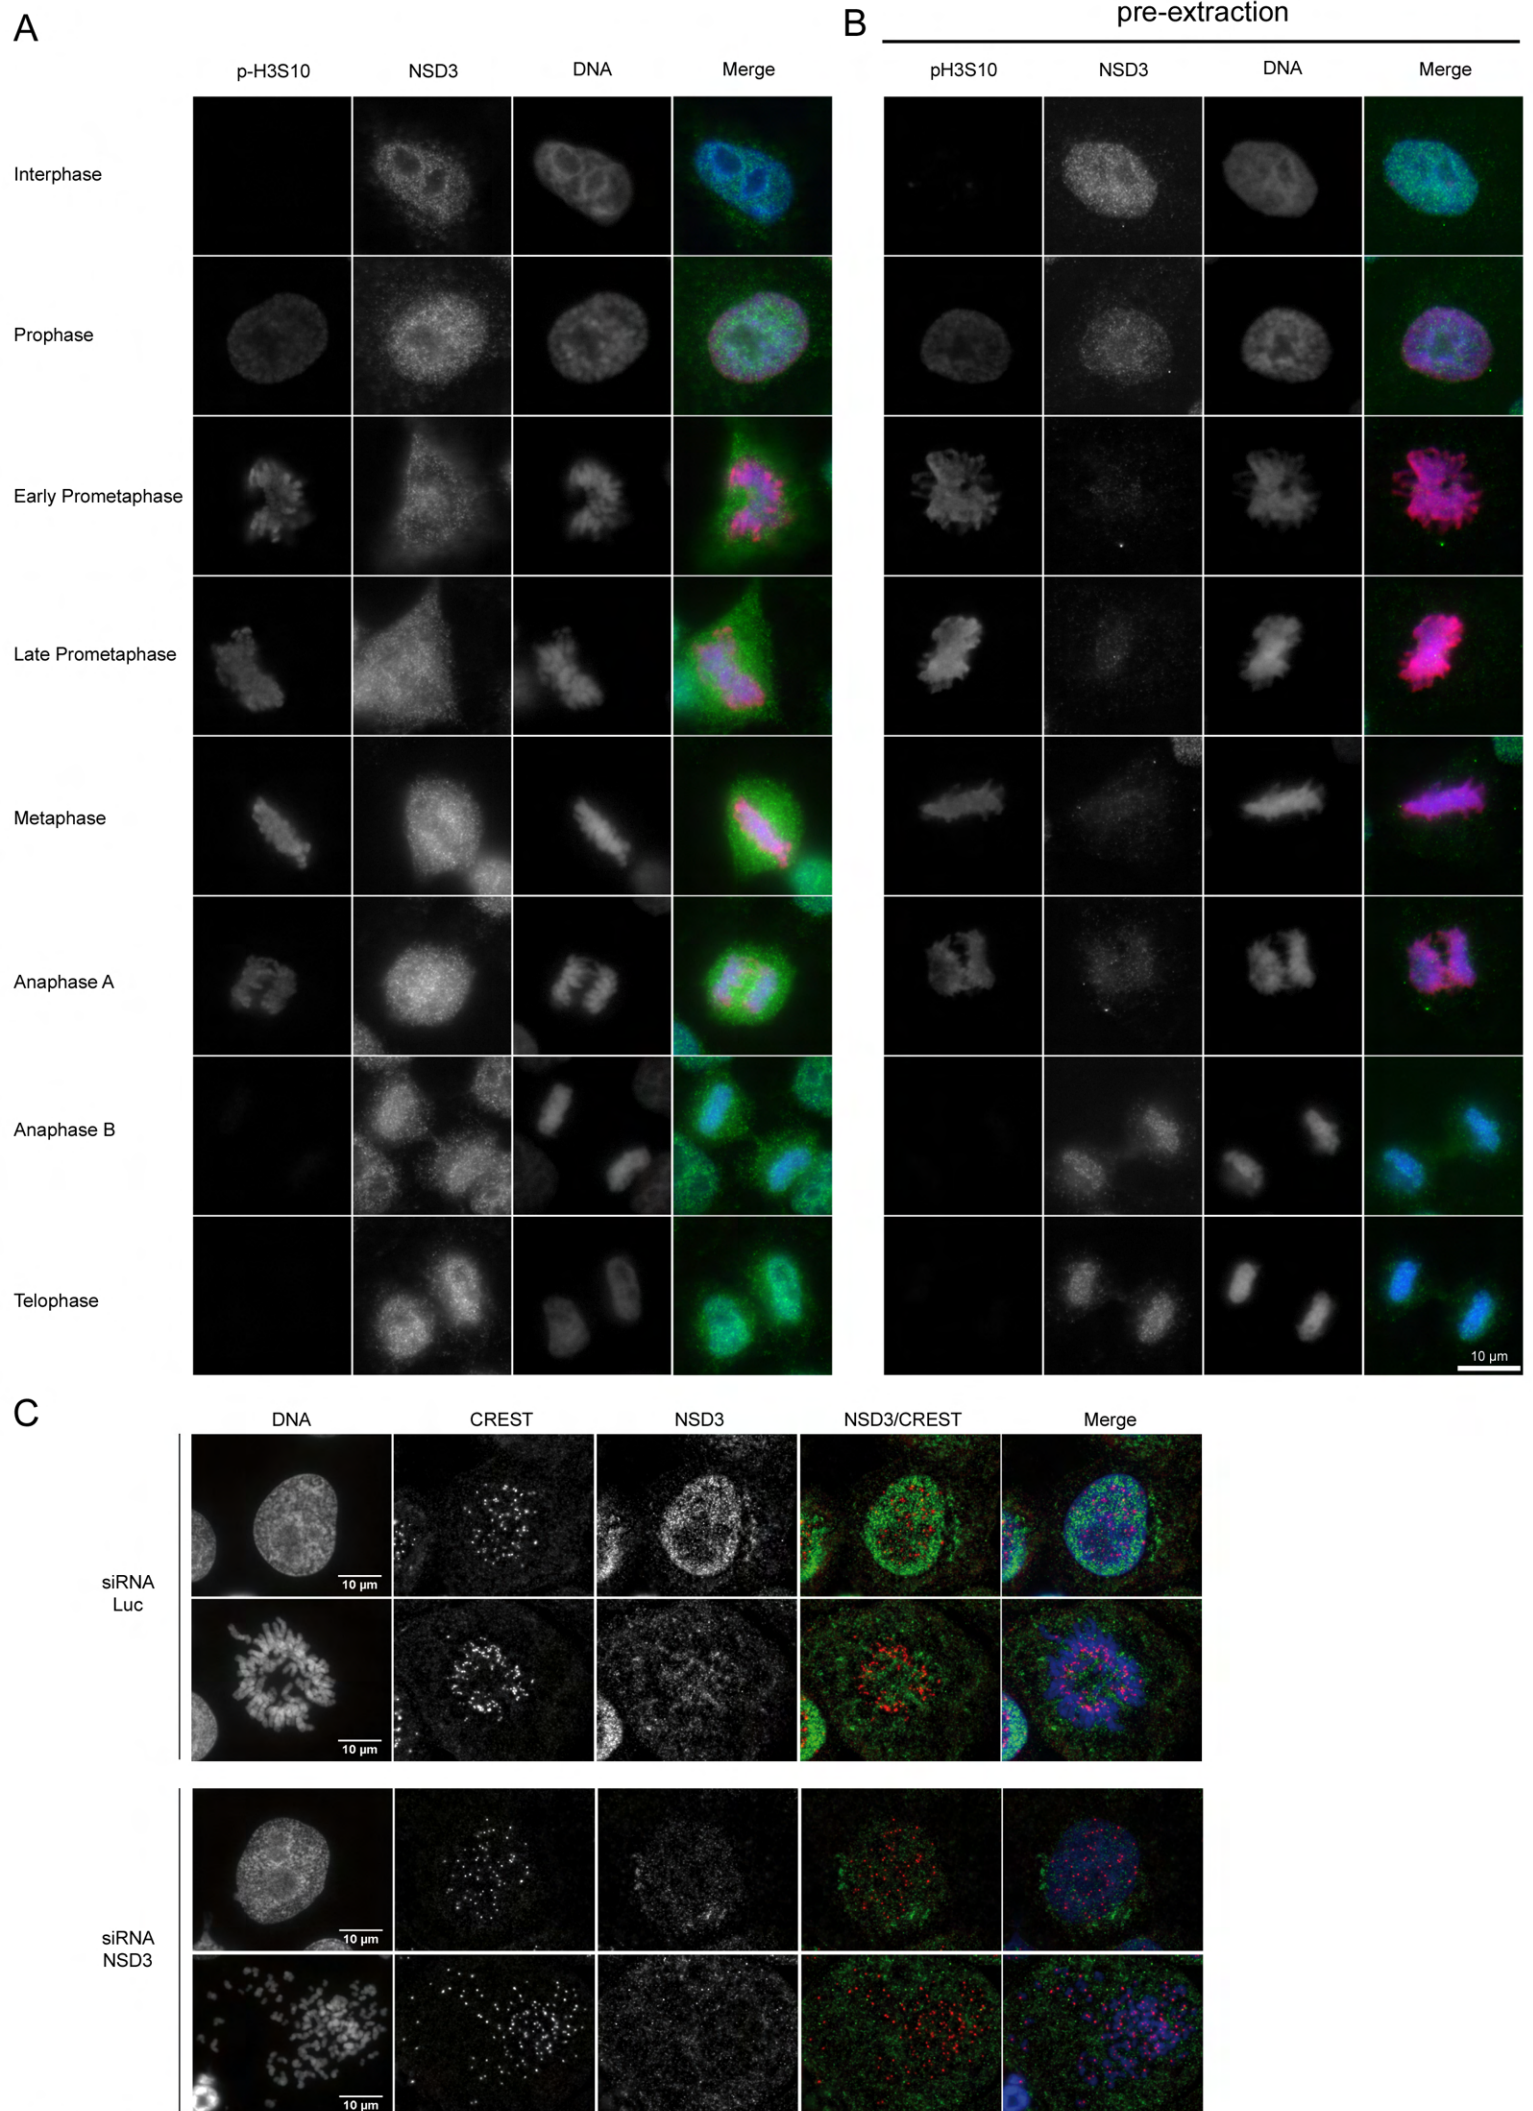 A
B
pre-extraction
p-H3S10 NSD3 DNA Merge
pH3S10 NSD3 DNA Merge
Interphase
Prophase
Early Prometaphase
Late Prometaphase
Metaphase
Anaphase A
Anaphase B
Telophase
10 µm
C
DNA CREST NSD3 NSD3/CREST Merge
siRNA
Luc
10 µm
10 µm
siRNA
NSD3
10 µm
10 µm